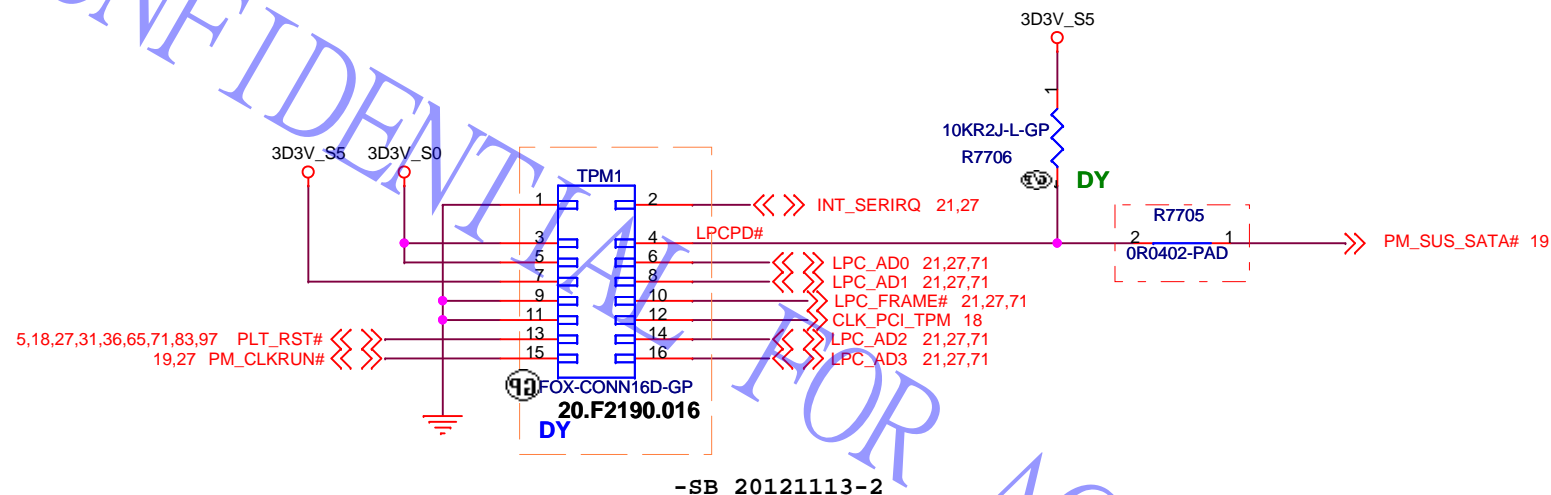 CONFIDENTIAL FOR AC
3D3V_S5
1
10KR2J-L-GP
R7706
DY
3D3V_S5 3D3V_S0
TPM1
1 2 INT_SERIRQ 21,27
3 4 LPCPD#
R7705
2 1 PM_SUS_SATA# 19
0R0402-PAD
5 6 LPC_AD0 21,27,71
7 8 LPC_AD1 21,27,71
9 10 LPC_FRAME# 21,27,71
11 12 CLK_PCI_TPM 18
5,18,27,31,36,65,71,83,97 PLT_RST# 13 14 LPC_AD2 21,27,71
19,27 PM_CLKRUN# 15 16 LPC_AD3 21,27,71
GP FOX-CONN16D-GP
20.F2190.016
DY
-SB 20121113-2